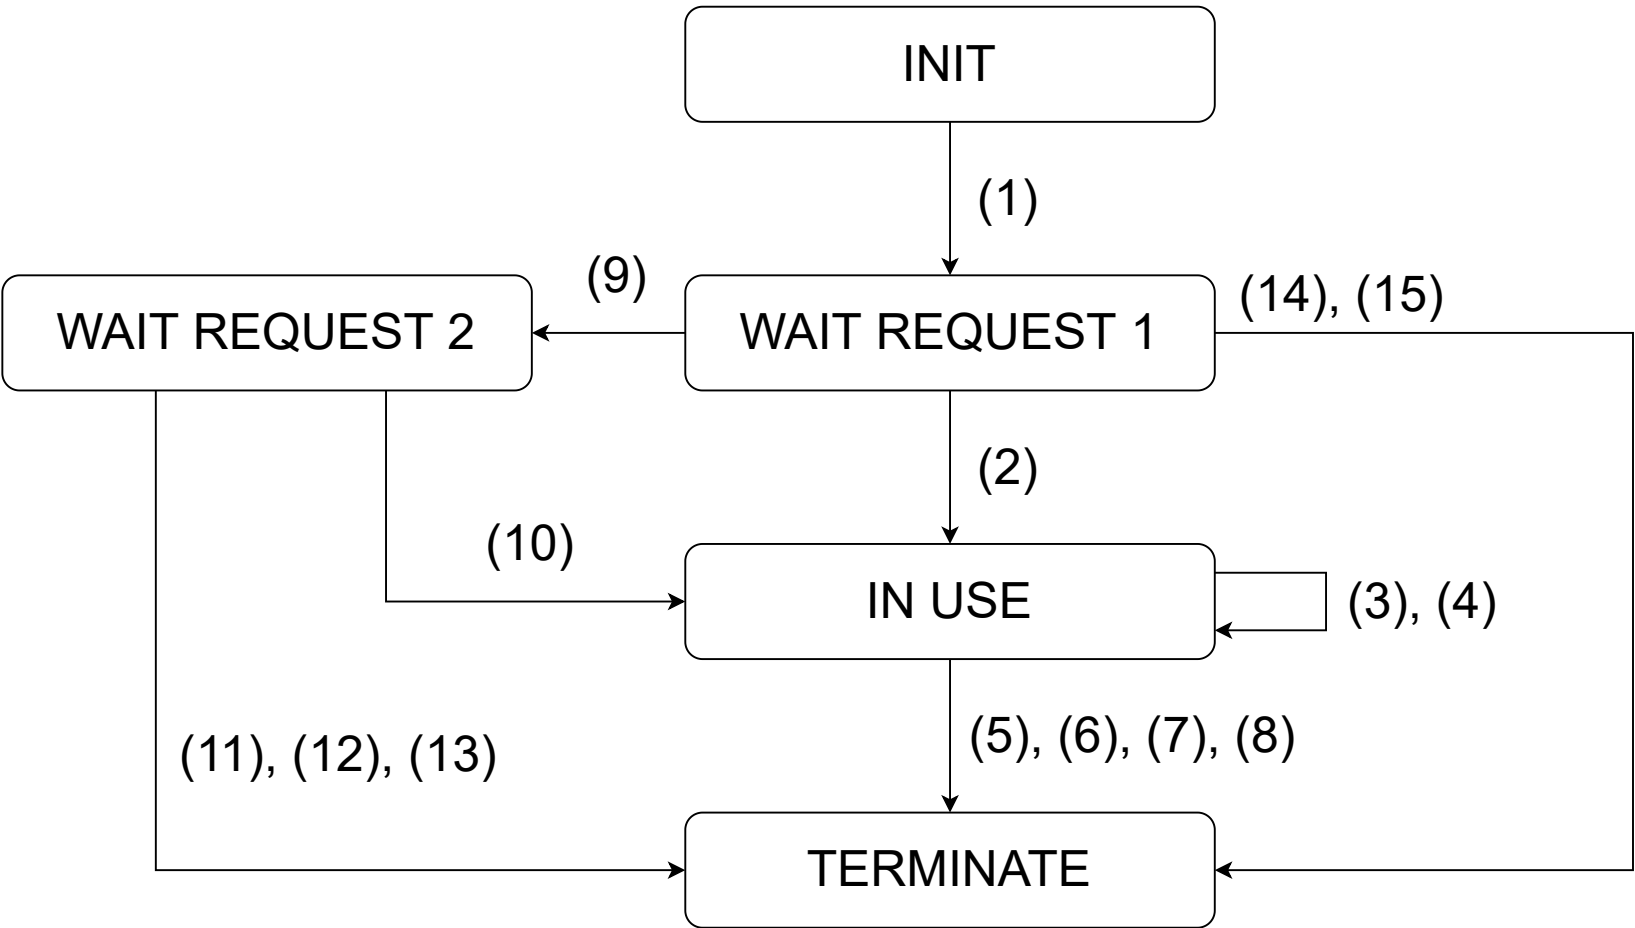 INIT
(1)
(9)
(14), (15)
WAIT REQUEST 2
WAIT REQUEST 1
(2)
(10)
IN USE
(3), (4)
(5), (6), (7), (8)
(11), (12), (13)
TERMINATE